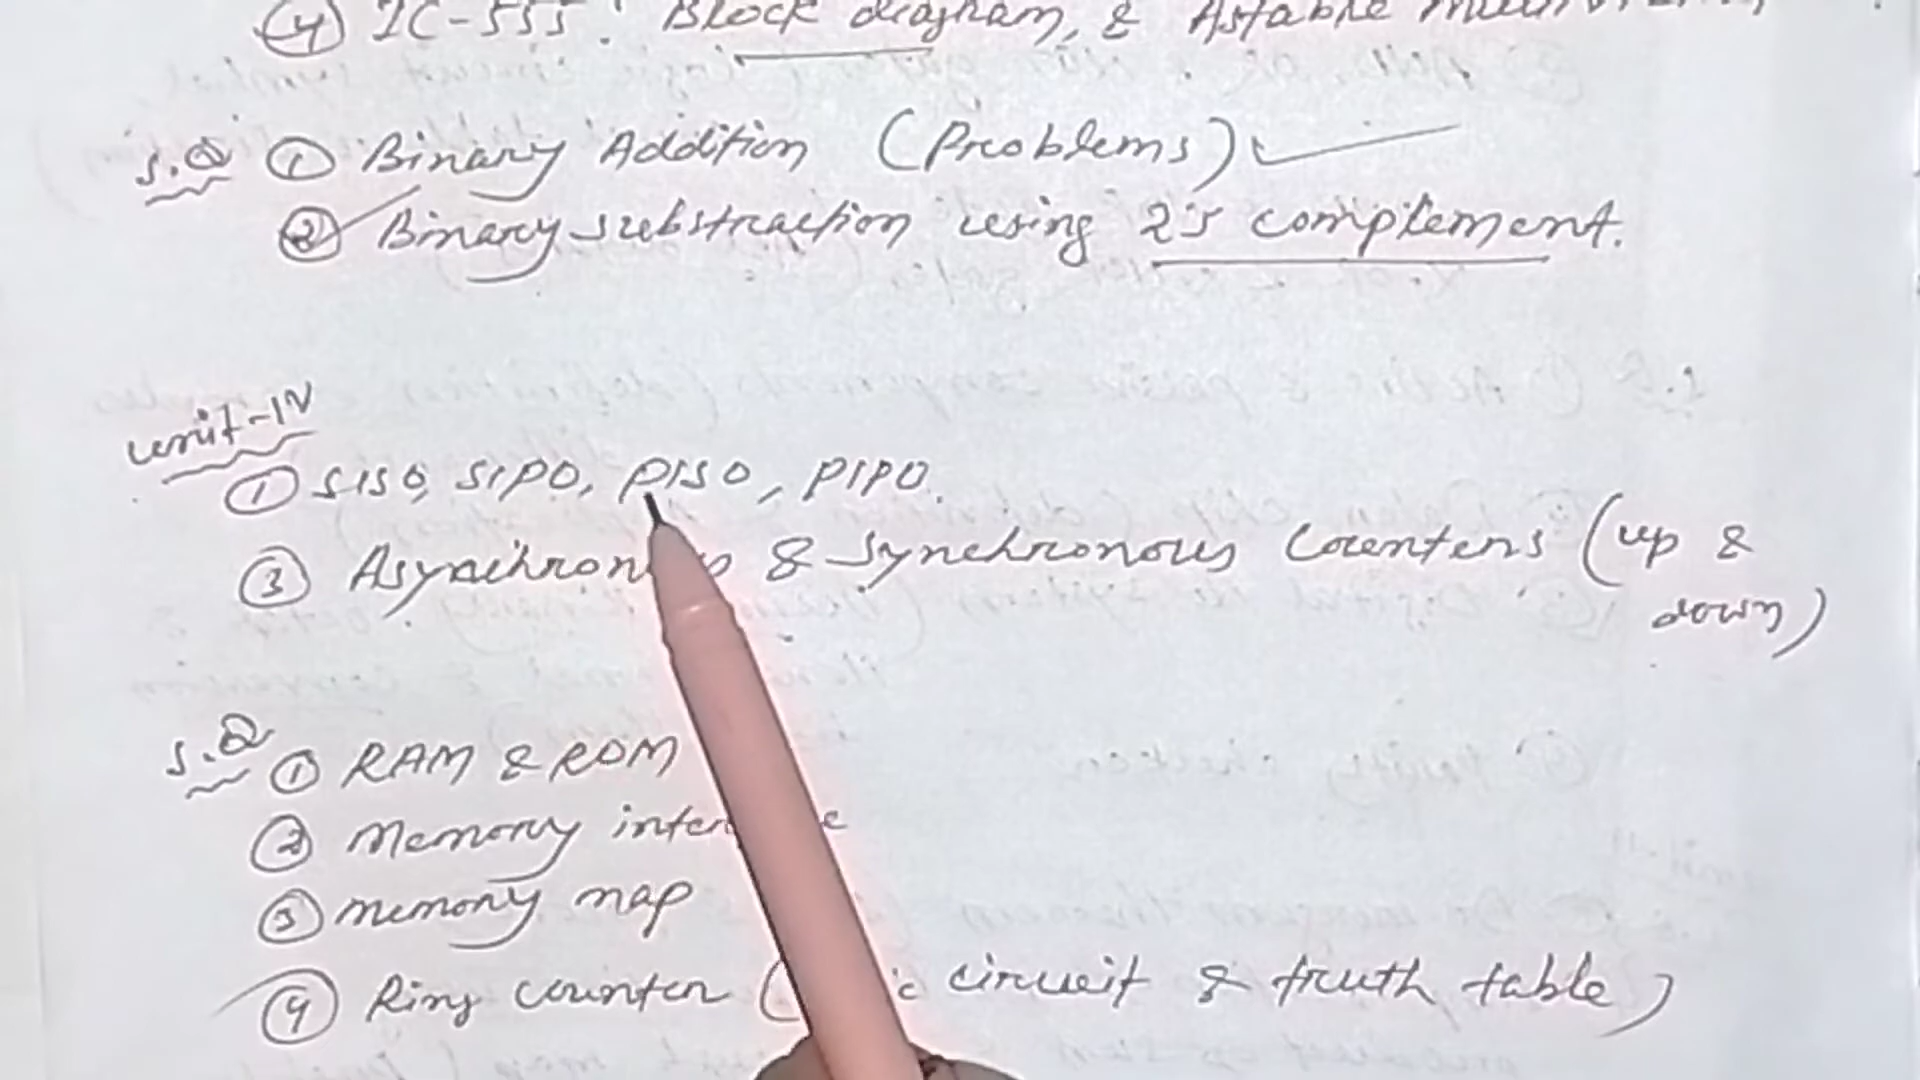 (4) IC-555: Block diagram, & Astable
S.Q (1) Binary Addition (Problems)
(2) Binary substraction using 2's complement.
Unit-IV
(1) SISO, SIPO, PISO, PIPO.
(3) & Synchronous Counters (up &
down)
S.Q (1) RAM & ROM
(2) Memory
(3) Memory map
(4) Ring counter ( circuit & truth table)